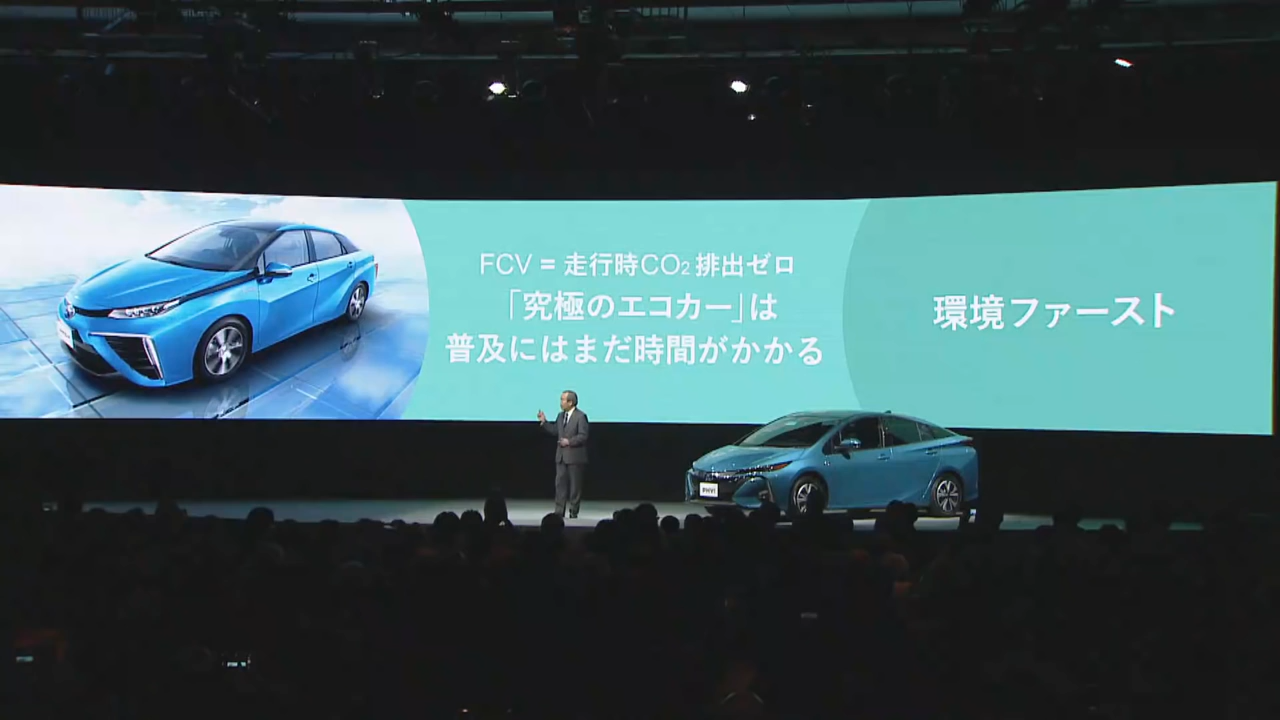 FCV = 走行時CO₂排出ゼロ
「究極のエコカー」は
普及にはまだ時間がかかる
環境ファースト
PHV